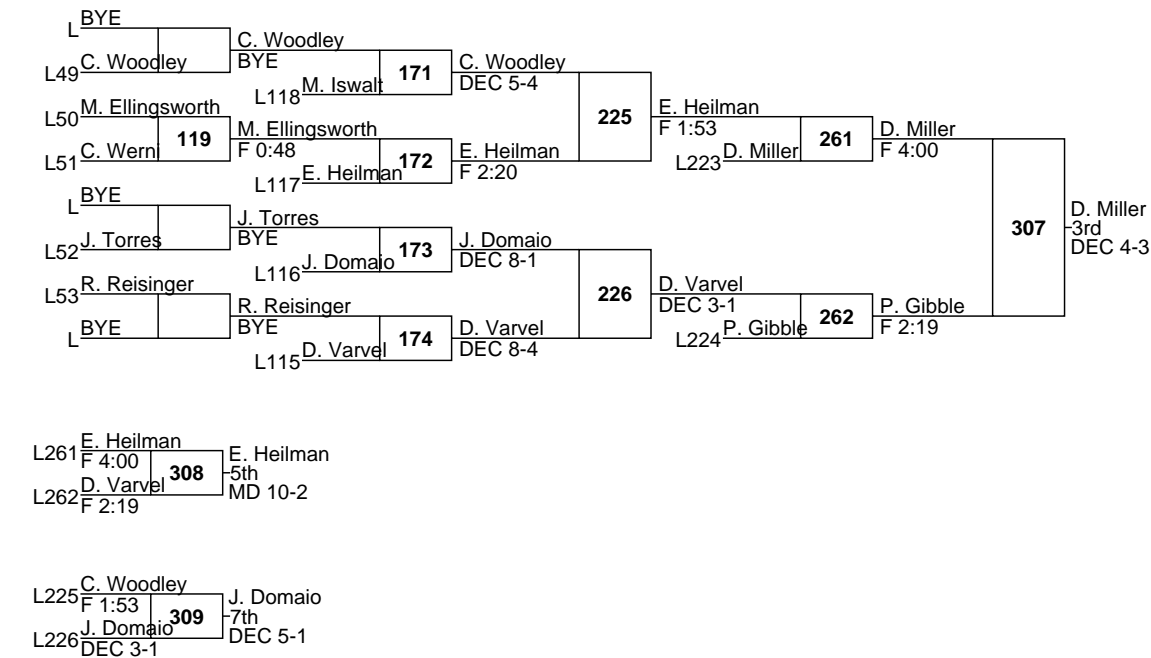 L BYE
C. Woodley
L49 C. Woodley
BYE
L118 M. Iswalt
171
C. Woodley
DEC 5-4
L50 M. Ellingsworth
119
M. Ellingsworth
F 0:48
L51 C. Werni
172
E. Heilman
F 2:20
L117 E. Heilman
225
E. Heilman
F 1:53
L223 D. Miller
261
D. Miller
F 4:00
L BYE
J. Torres
BYE
L52 J. Torres
L116 J. Domaio
173
J. Domaio
DEC 8-1
L53 R. Reisinger
R. Reisinger
BYE
L BYE
L115 D. Varvel
174
D. Varvel
DEC 8-4
226
D. Varvel
DEC 3-1
L224 P. Gibble
262
P. Gibble
F 2:19
307
D. Miller
3rd
DEC 4-3
L261 E. Heilman
F 4:00
308
E. Heilman
5th
MD 10-2
L262 D. Varvel
F 2:19
L225 C. Woodley
F 1:53
309
J. Domaio
7th
DEC 5-1
L226 J. Domaio
DEC 3-1